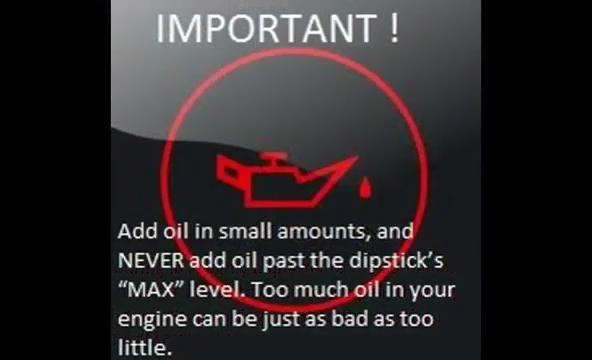 IMPORTANT !
Add oil in small amounts, and
NEVER add oil past the dipstick's
“MAX” level. Too much oil in your
engine can be just as bad as too
little.